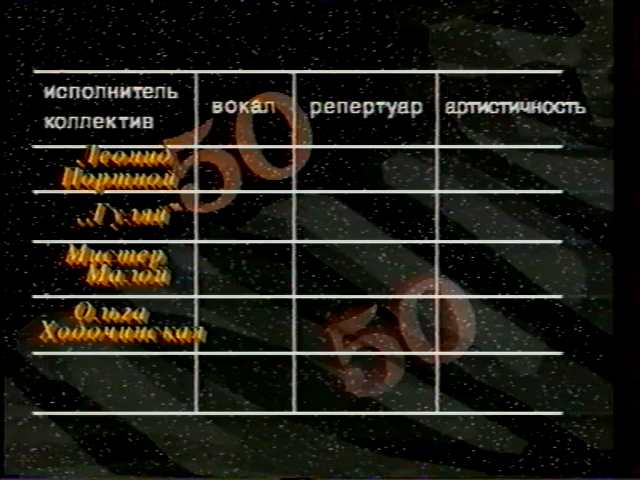 исполнитель
коллектив
вокал
репертуар
артистичность
Леонид
Портной
„Гуляй“
Мистер
Малой
Ольга
Ходочинская
50
50